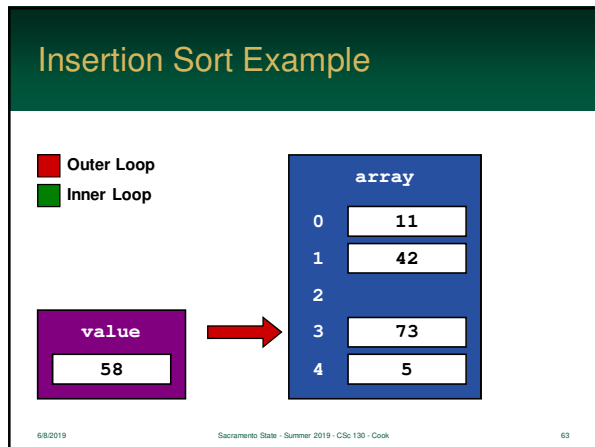 Insertion Sort Example
Outer Loop
Inner Loop
array
0 11
1 42
2
3 73
4 5
value
58
6/8/2019 Sacramento State - Summer 2019 - CSc 130 - Cook 63